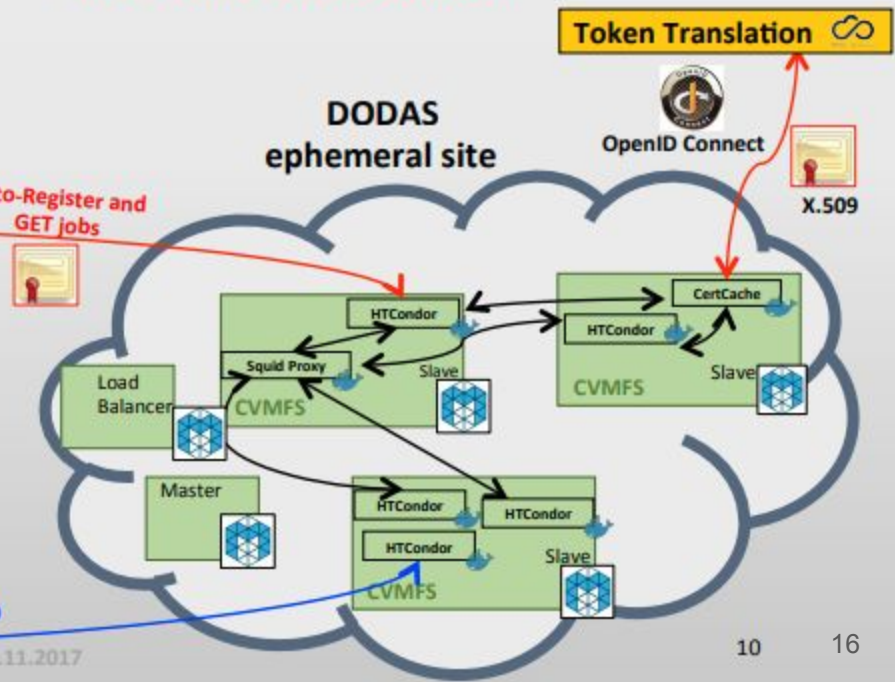 Token Translation
OpenID Connect
X.509
DODAS
ephemeral site
to-Register and
GET jobs
HTCondor
Squid Proxy
Slave
CVMFS
CertCache
HTCondor
Slave
CVMFS
Load
Balancer
Master
HTCondor
HTCondor
HTCondor
Slave
CVMFS
.11.2017
10
16